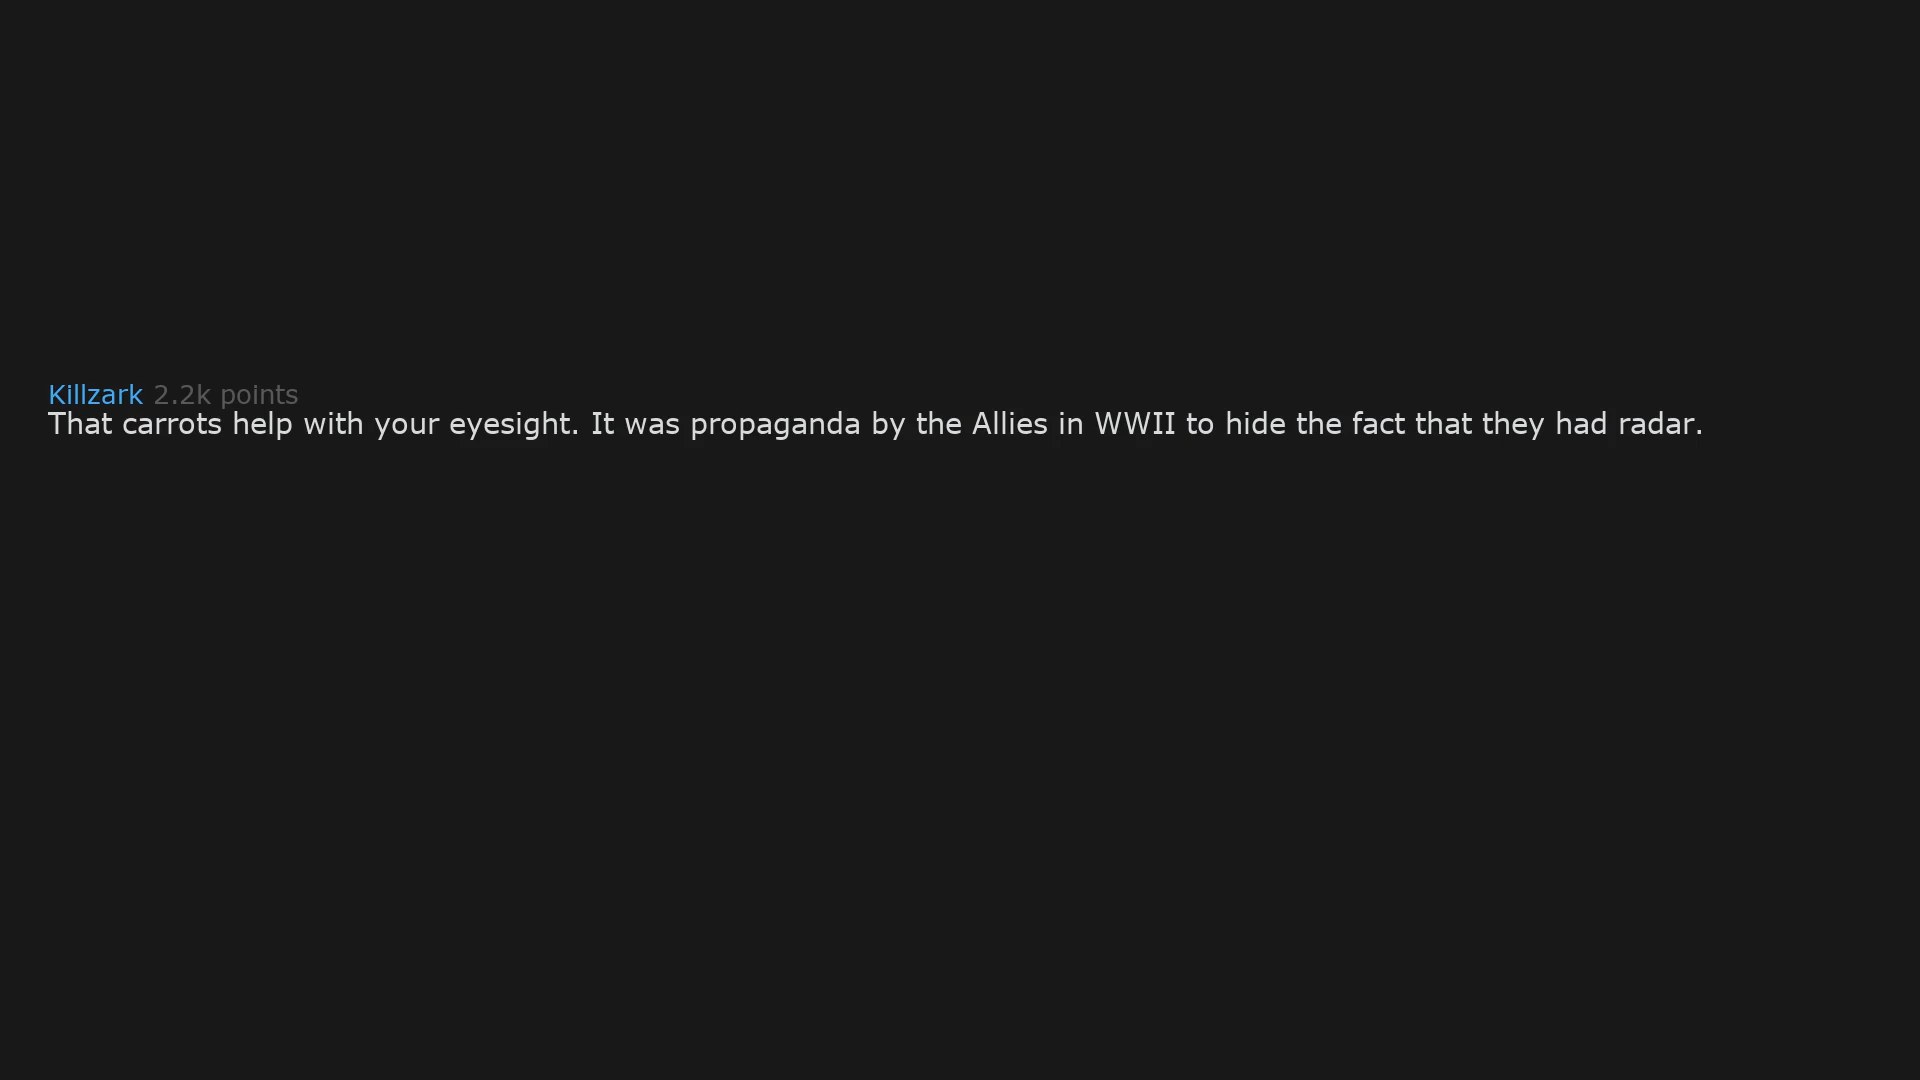 Killzark 2.2k points
That carrots help with your eyesight. It was propaganda by the Allies in WWII to hide the fact that they had radar.